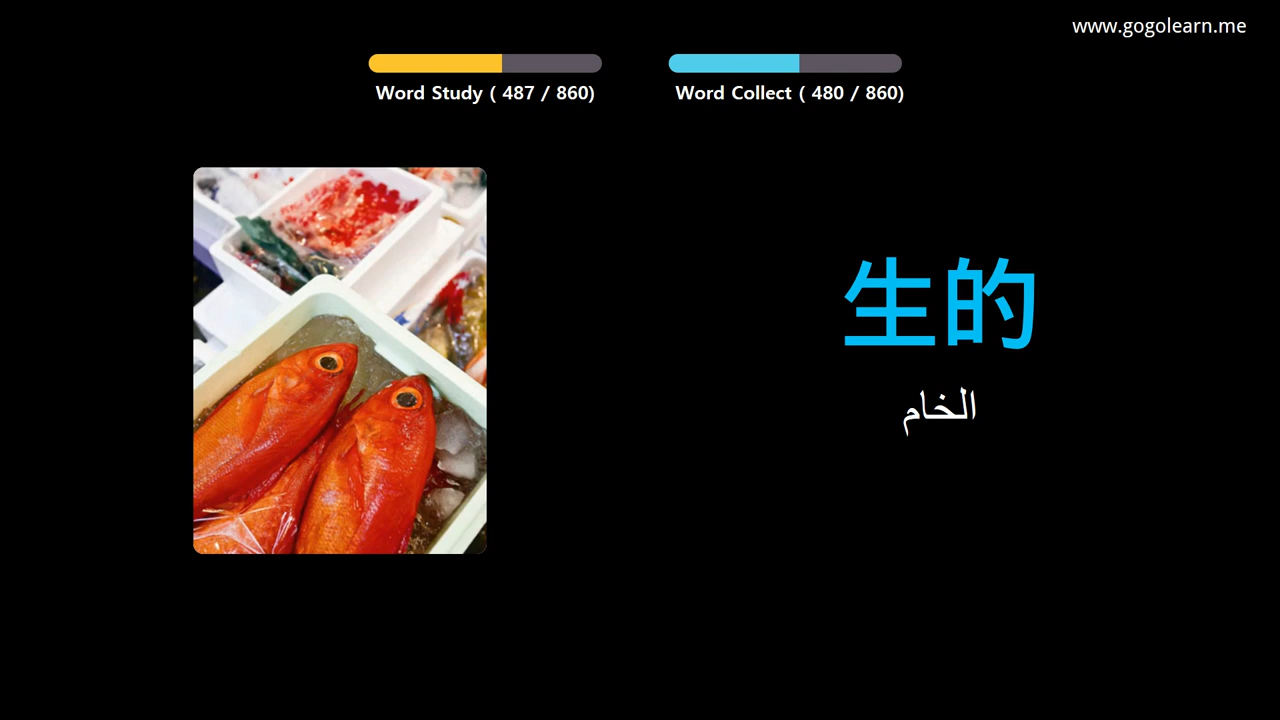 www.gogolearn.me
Word Study ( 487 / 860)
Word Collect ( 480 / 860)
生的
الخام